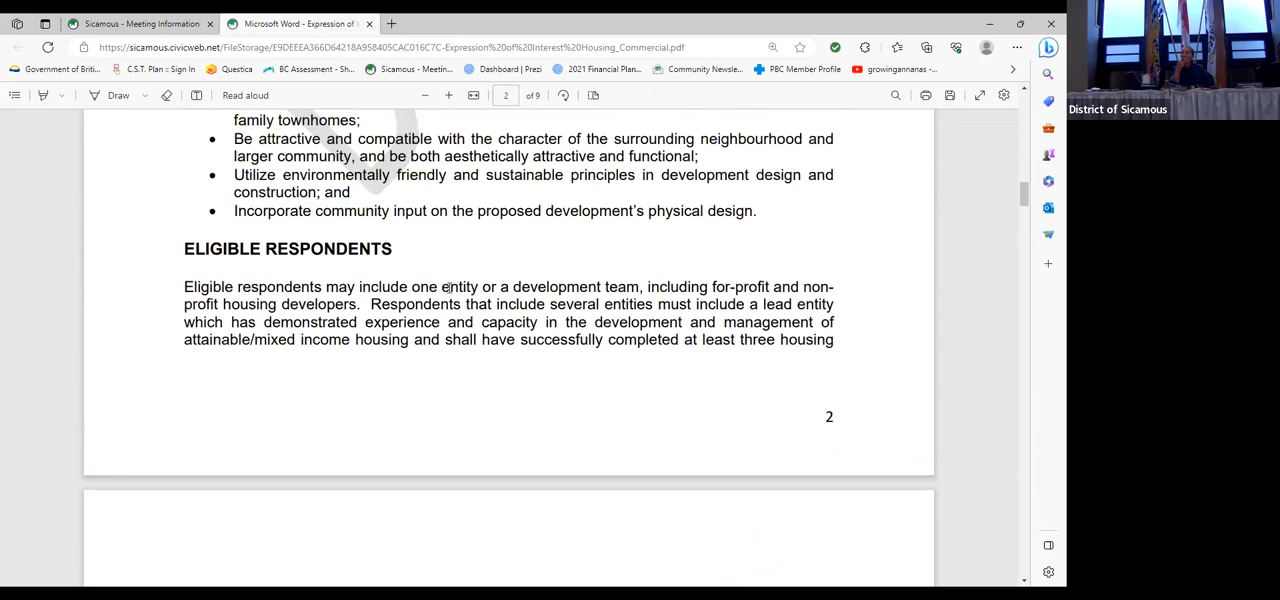 Sicamous - Meeting Information
Microsoft Word - Expression of I
https://sicamous.civicweb.net/FileStorage/E9DEEEA366D64218A958405CAC016C7C-Expression%20of%20Interest%20Housing_Commercial.pdf
Government of Briti...
C.S.T. Plan :: Sign In
Questica
BC Assessment - Sh...
Sicamous - Meetin...
Dashboard | Prezi
2021 Financial Plan...
Community Newsle...
PBC Member Profile
growingannanas -...
Draw
Read aloud
2 of 9
District of Sicamous
family townhomes;
• Be attractive and compatible with the character of the surrounding neighbourhood and
larger community, and be both aesthetically attractive and functional;
• Utilize environmentally friendly and sustainable principles in development design and
construction; and
• Incorporate community input on the proposed development's physical design.
ELIGIBLE RESPONDENTS
Eligible respondents may include one entity or a development team, including for-profit and non-
profit housing developers. Respondents that include several entities must include a lead entity
which has demonstrated experience and capacity in the development and management of
attainable/mixed income housing and shall have successfully completed at least three housing
2